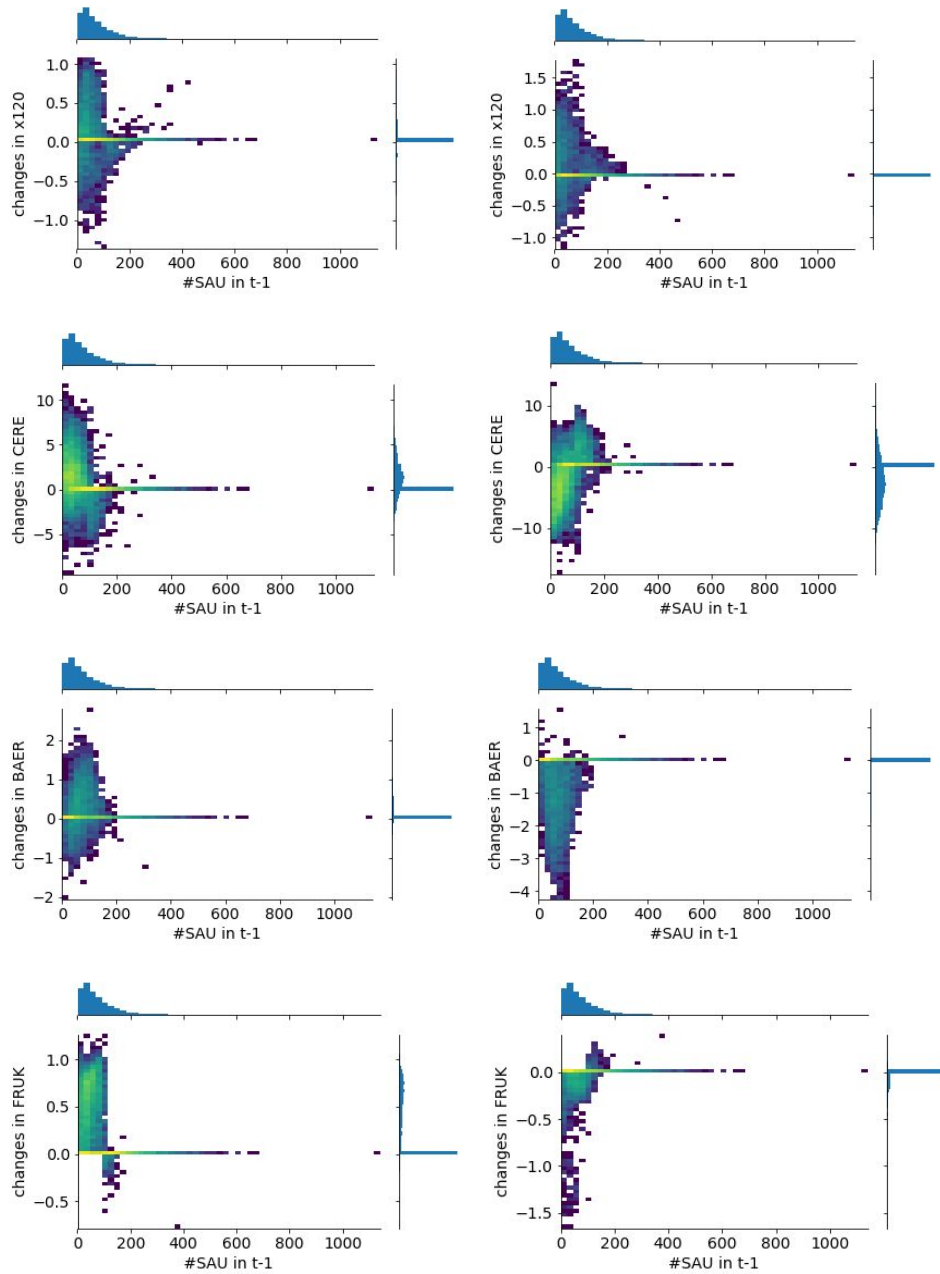 changes in x120
1.0
0.5
0.0
−0.5
−1.0
0 200 400 600 800 1000
#SAU in t-1
changes in x120
1.5
1.0
0.5
0.0
−0.5
−1.0
0 200 400 600 800 1000
#SAU in t-1
changes in CERE
10
5
0
−5
0 200 400 600 800 1000
#SAU in t-1
changes in CERE
10
0
−10
0 200 400 600 800 1000
#SAU in t-1
changes in BAER
2
1
0
−1
−2
0 200 400 600 800 1000
#SAU in t-1
changes in BAER
1
0
−1
−2
−3
−4
0 200 400 600 800 1000
#SAU in t-1
changes in FRUK
1.0
0.5
0.0
−0.5
0 200 400 600 800 1000
#SAU in t-1
changes in FRUK
0.0
−0.5
−1.0
−1.5
0 200 400 600 800 1000
#SAU in t-1